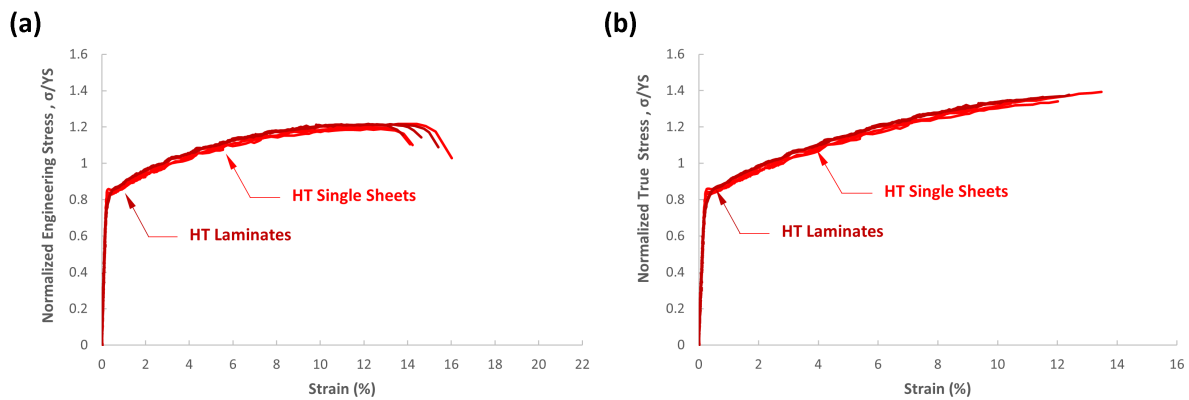 (a)
Normalized Engineering Stress , σ/YS
1.6
1.4
1.2
1
0.8
0.6
0.4
0.2
0
HT Single Sheets
HT Laminates
0 2 4 6 8 10 12 14 16 18 20 22
Strain (%)
(b)
Normalized True Stress , σ/YS
1.6
1.4
1.2
1
0.8
0.6
0.4
0.2
0
HT Single Sheets
HT Laminates
0 2 4 6 8 10 12 14 16
Strain (%)